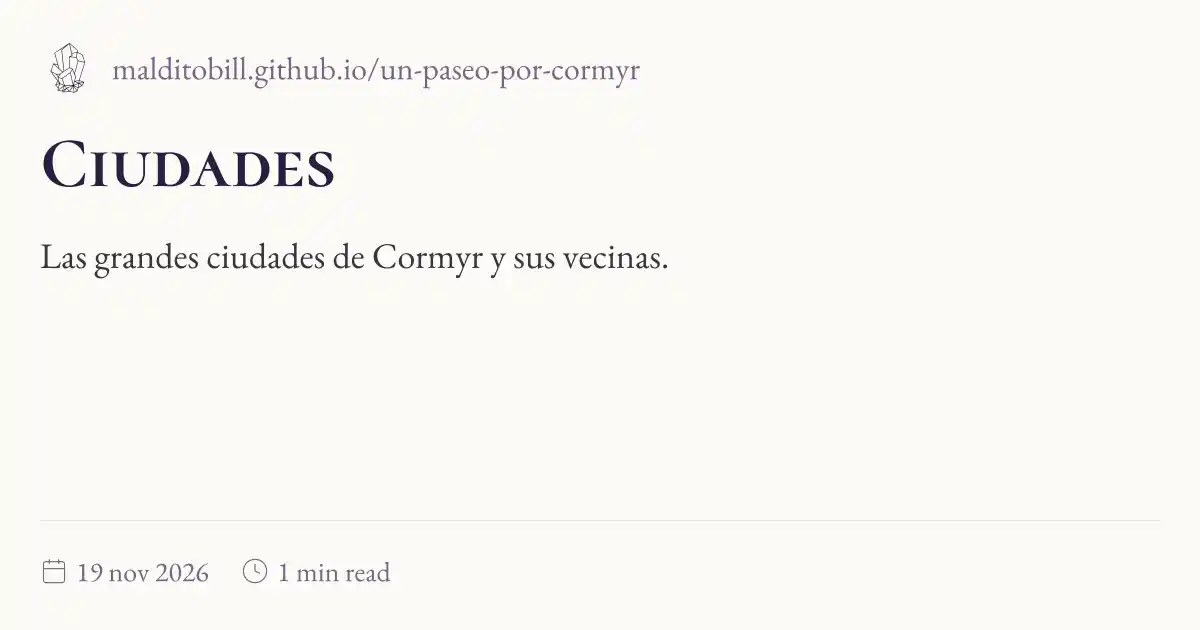 malditobill.github.io/un-paseo-por-cormyr
Ciudades
Las grandes ciudades de Cormyr y sus vecinas.
19 nov 2026 1 min read